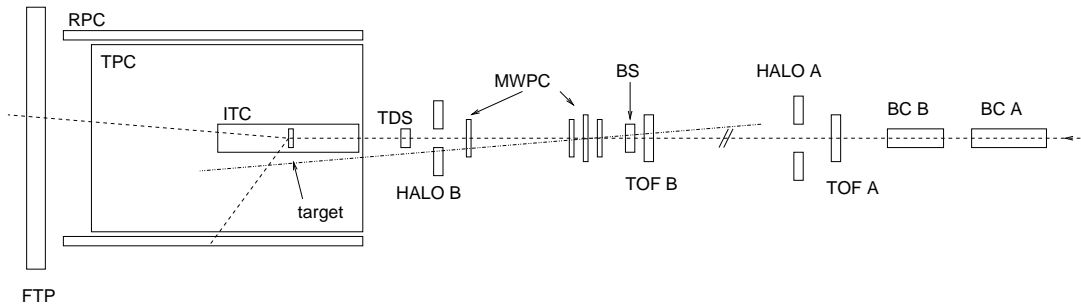 RPC
TPC
ITC
TDS
MWPC
BS
HALO A
BC B
BC A
HALO B
TOF B
TOF A
target
FTP